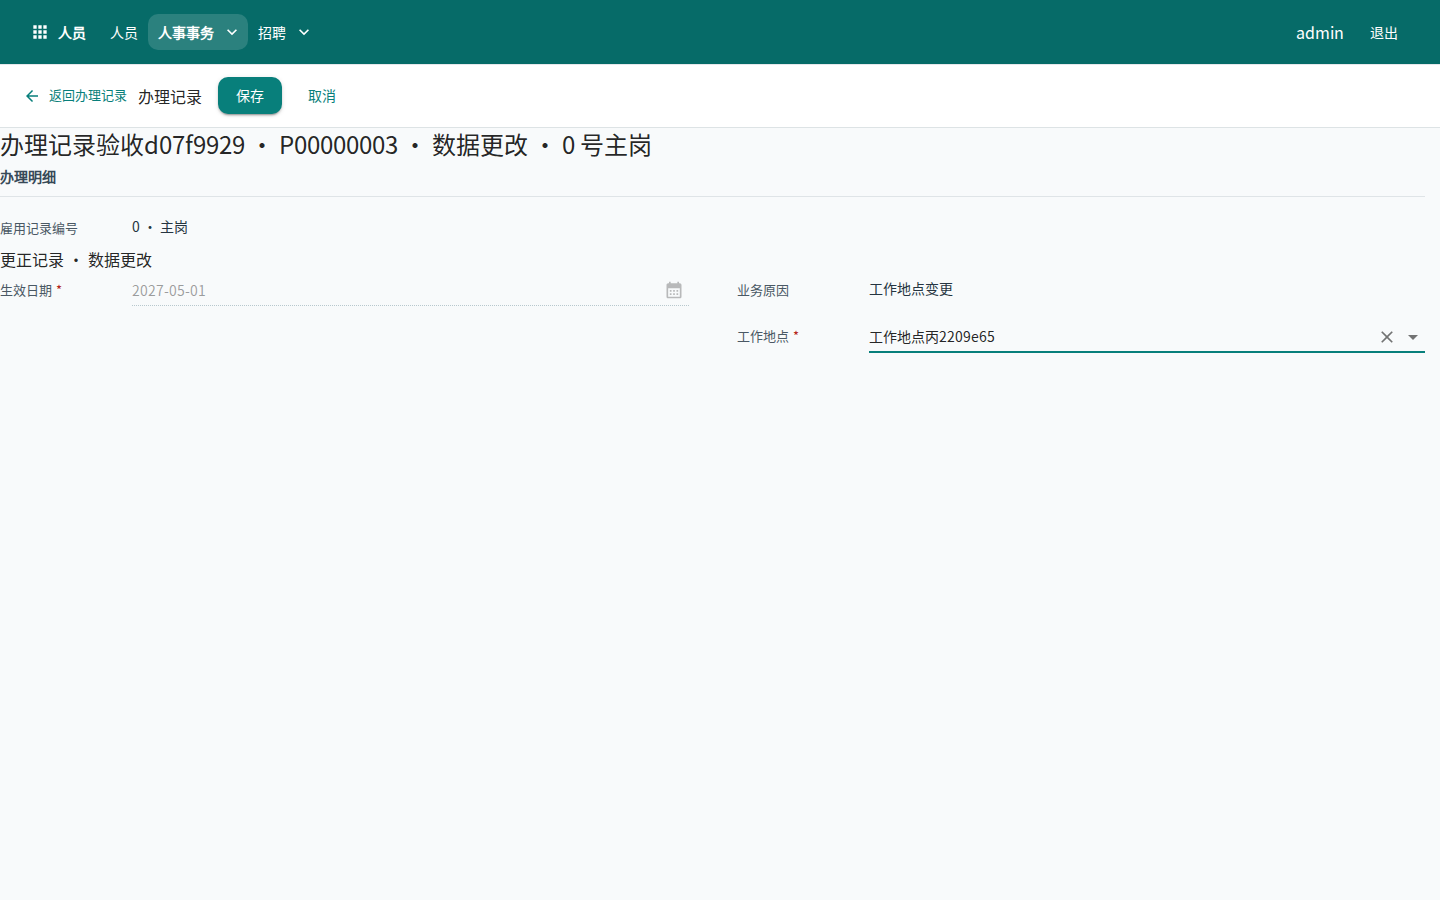 人员 人员 人事事务 招聘 admin 退出
返回办理记录 办理记录 保存 取消
办理记录验收d07f9929 · P00000003 · 数据更改 · 0 号主岗
办理明细
雇用记录编号 0 · 主岗
更正记录 · 数据更改
生效日期 * 2027-05-01 业务原因 工作地点变更
工作地点 * 工作地点丙2209e65